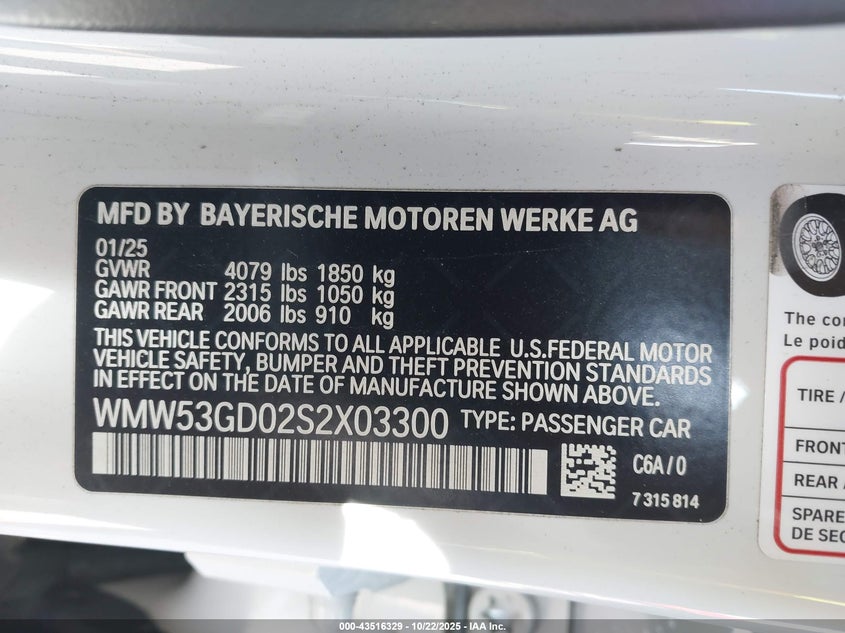 MFD BY BAYERISCHE MOTOREN WERKE AG
01/25
GVWR 4079 lbs 1850 kg
GAWR FRONT 2315 lbs 1050 kg
GAWR REAR 2006 lbs 910 kg
THIS VEHICLE CONFORMS TO ALL APPLICABLE U.S.FEDERAL MOTOR
VEHICLE SAFETY, BUMPER AND THEFT PREVENTION STANDARDS
IN EFFECT ON THE DATE OF MANUFACTURE SHOWN ABOVE.
WMW53GD02S2X03300 TYPE: PASSENGER CAR
C6A/0
7 315 814
The co
Le poid
TIRE /
FRONT
REAR /
SPARE
DE SEC
000-43516329 - 10/22/2025 - IAA Inc.